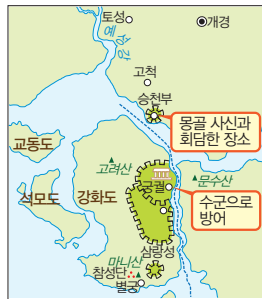 토성
개경
예성강
고척
승천부
몽골 사신과
회담한 장소
교동도
고려산
문수산
궁궐
석모도
강화도
수군으로
방어
삼랑성
마니산
참성단
별궁